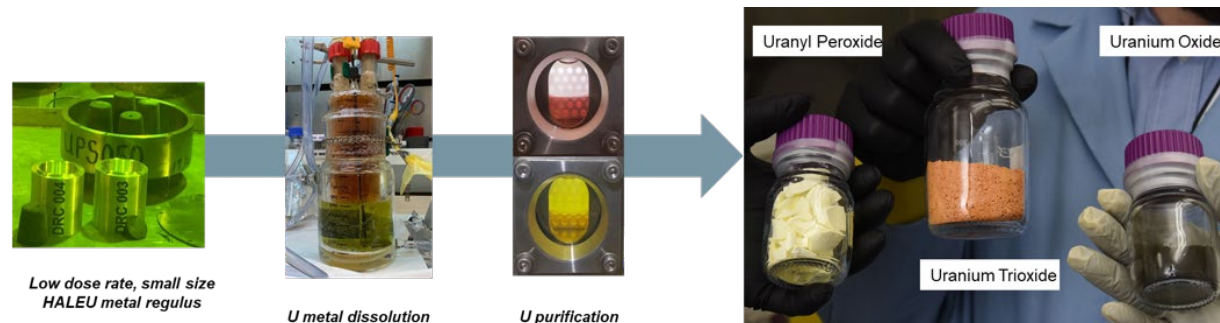 UPS050
DRC 004
DRC 003
Low dose rate, small size
HALEU metal regulus
U metal dissolution
U purification
Uranyl Peroxide
Uranium Oxide
Uranium Trioxide